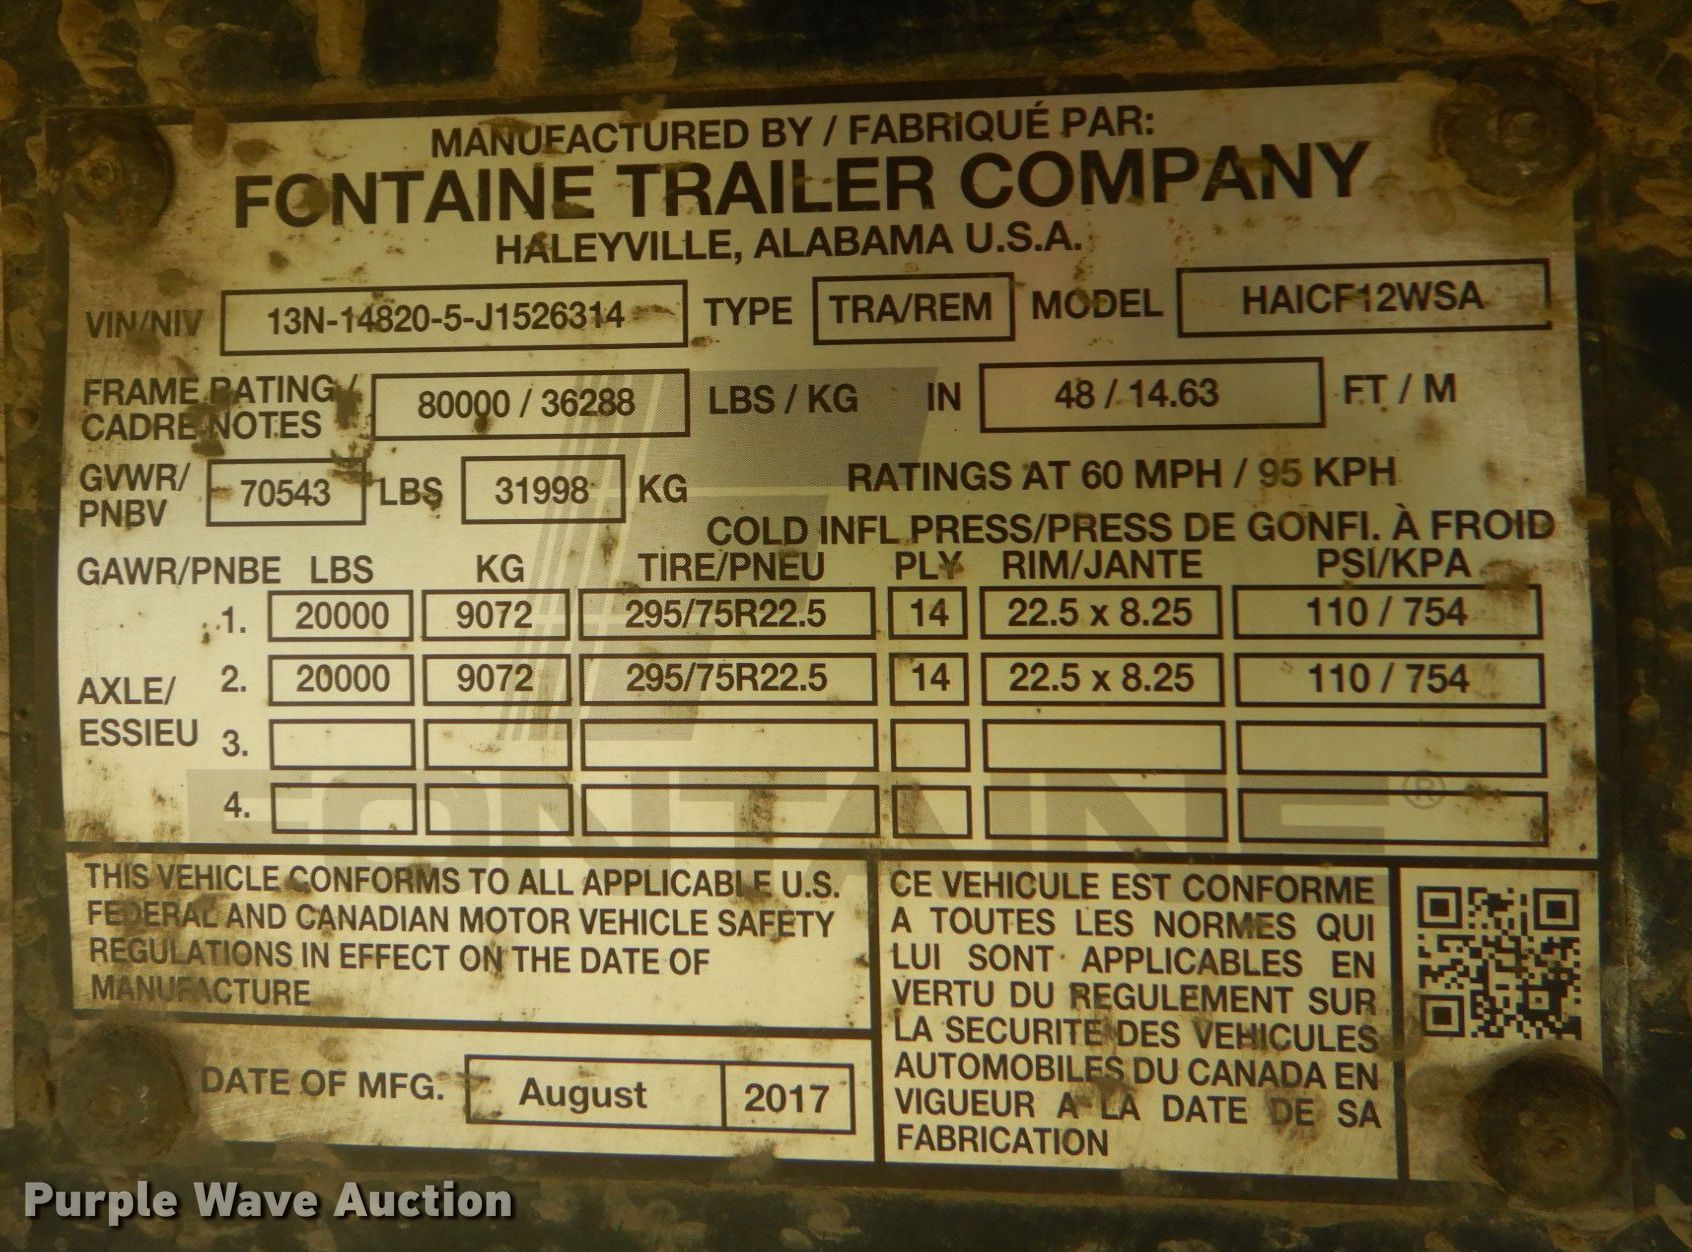 MANUFACTURED BY / FABRIQUÉ PAR:
FONTAINE TRAILER COMPANY
HALEYVILLE, ALABAMA U.S.A.
VIN/NIV 13N-14820-5-J1526314 TYPE TRA/REM MODEL HAICF12WSA
FRAME RATING / 80000 / 36288 LBS / KG IN 48 / 14.63 FT / M
CADRE NOTES
GVWR/ 70543 LBS 31998 KG RATINGS AT 60 MPH / 95 KPH
PNBV
COLD INFL PRESS/PRESS DE GONFI. À FROID
GAWR/PNBE LBS KG TIRE/PNEU PLY RIM/JANTE PSI/KPA
1. 20000 9072 295/75R22.5 14 22.5 x 8.25 110 / 754
AXLE/ 2. 20000 9072 295/75R22.5 14 22.5 x 8.25 110 / 754
ESSIEU 3.
4.
FONTAINE ®
THIS VEHICLE CONFORMS TO ALL APPLICABLE U.S.
FEDERAL AND CANADIAN MOTOR VEHICLE SAFETY
REGULATIONS IN EFFECT ON THE DATE OF
MANUFACTURE
DATE OF MFG. August 2017
CE VEHICULE EST CONFORME
A TOUTES LES NORMES QUI
LUI SONT APPLICABLES EN
VERTU DU REGULEMENT SUR
LA SECURITE DES VEHICULES
AUTOMOBILES DU CANADA EN
VIGUEUR A LA DATE DE SA
FABRICATION
Purple Wave Auction